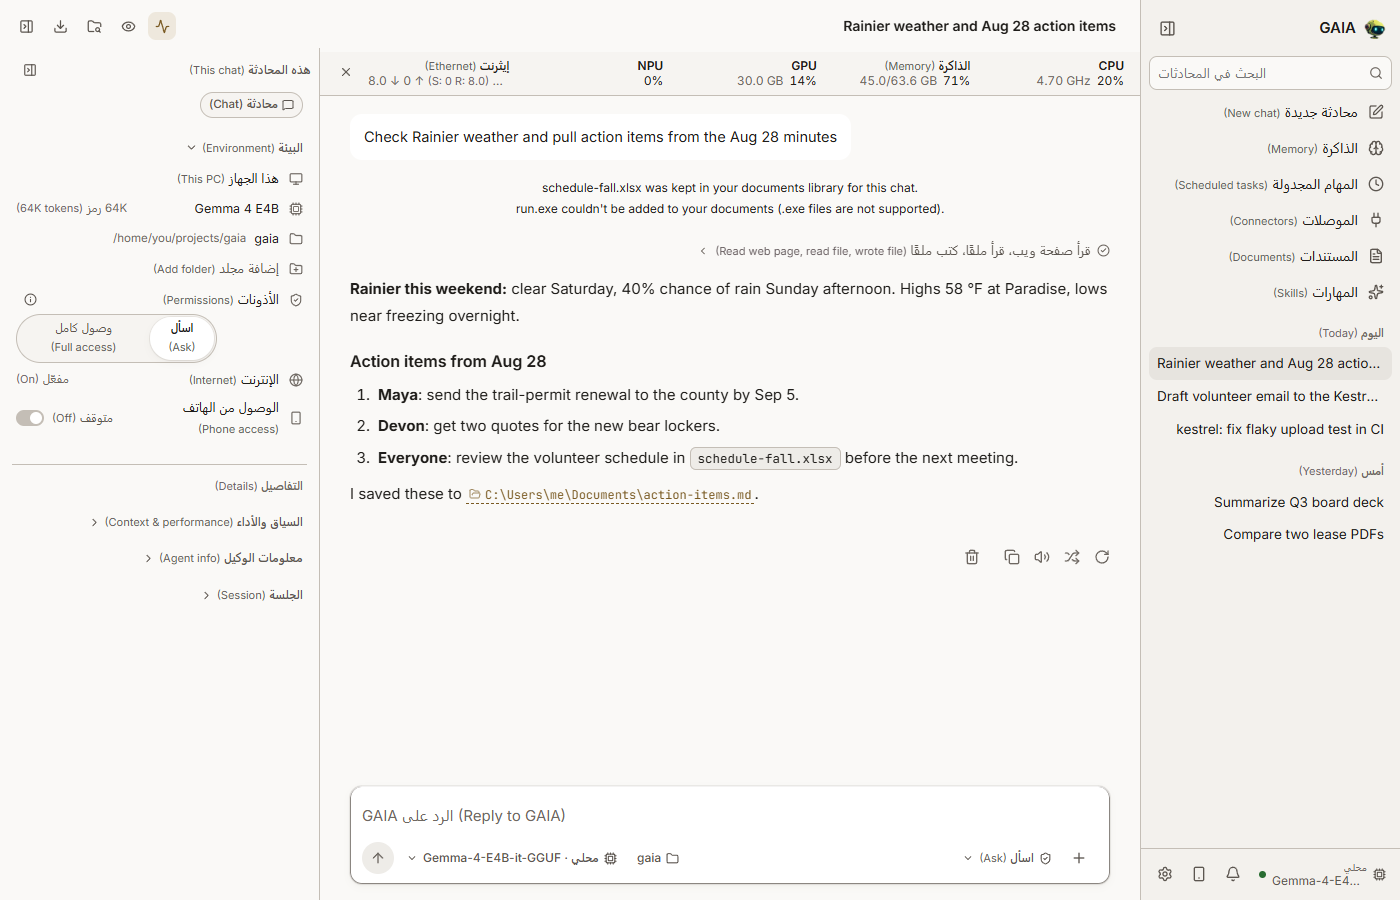 GAIA
البحث في المحادثات
محادثة جديدة (New chat)
الذاكرة (Memory)
المهام المجدولة (Scheduled tasks)
الموصلات (Connectors)
المستندات (Documents)
المهارات (Skills)
اليوم (Today)
Rainier weather and Aug 28 actio...
Draft volunteer email to the Kestr...
kestrel: fix flaky upload test in CI
أمس (Yesterday)
Summarize Q3 board deck
Compare two lease PDFs
محلي
Gemma-4-E4...
Rainier weather and Aug 28 action items
CPU
20% 4.70 GHz
الذاكرة (Memory)
71% 45.0/63.6 GB
GPU
14% 30.0 GB
NPU
0%
إيثرنت (Ethernet)
8.0 ↓ 0 ↑ (S: 0 R: 8.0) ...
Check Rainier weather and pull action items from the Aug 28 minutes
schedule-fall.xlsx was kept in your documents library for this chat.
run.exe couldn't be added to your documents (.exe files are not supported).
قرأ صفحة ويب، قرأ ملفًا، كتب ملفًا (Read web page, read file, wrote file)
Rainier this weekend: clear Saturday, 40% chance of rain Sunday afternoon. Highs 58 °F at Paradise, lows
near freezing overnight.
Action items from Aug 28
1. Maya: send the trail-permit renewal to the county by Sep 5.
2. Devon: get two quotes for the new bear lockers.
3. Everyone: review the volunteer schedule in schedule-fall.xlsx before the next meeting.
I saved these to C:\Users\me\Documents\action-items.md.
الرد على GAIA (Reply to GAIA)
اسأل (Ask)
gaia
محلي · Gemma-4-E4B-it-GGUF
هذه المحادثة (This chat)
محادثة (Chat)
البيئة (Environment)
هذا الجهاز (This PC)
Gemma 4 E4B 64K رمز (64K tokens)
gaia /home/you/projects/gaia
إضافة مجلد (Add folder)
الأذونات (Permissions)
اسأل
(Ask)
وصول كامل
(Full access)
الإنترنت (Internet) مفعّل (On)
الوصول من الهاتف
(Phone access)
متوقف (Off)
التفاصيل (Details)
السياق والأداء (Context & performance)
معلومات الوكيل (Agent info)
الجلسة (Session)